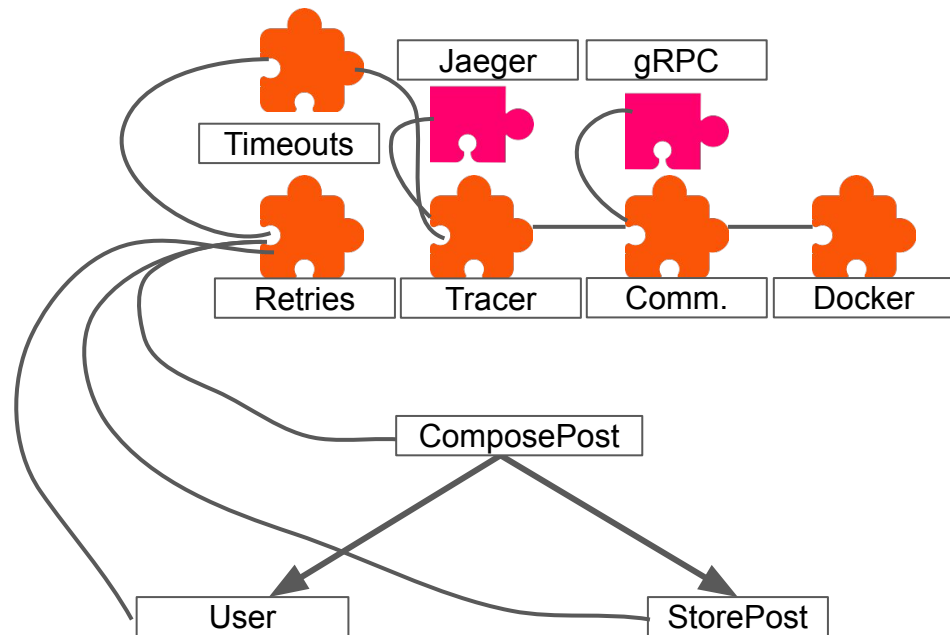 Jaeger
gRPC
Timeouts
Retries
Tracer
Comm.
Docker
ComposePost
User
StorePost